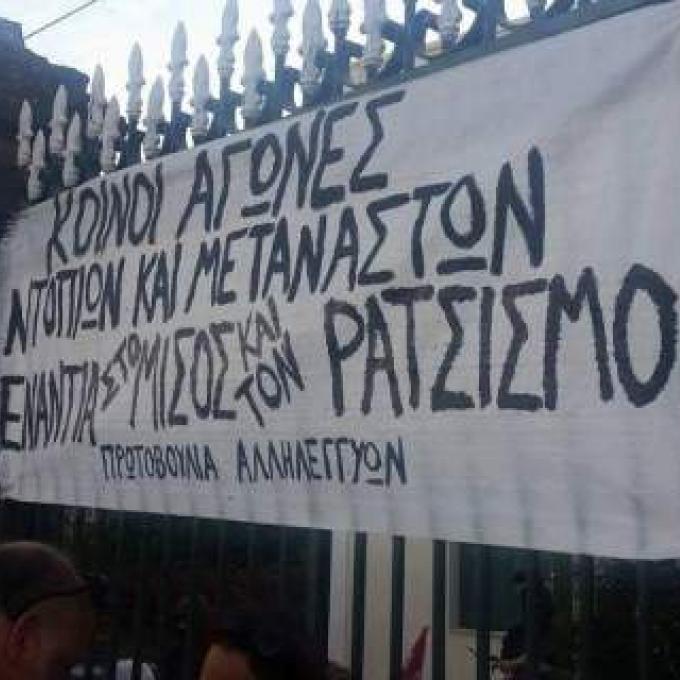 ΚΟΙΝΟΙ ΑΓΩΝΕΣ
ΝΤΟΠΙΩΝ ΚΑΙ ΜΕΤΑΝΑΣΤΩΝ
ΕΝΑΝΤΙΑ ΣΤΟ ΜΙΣΟΣ ΚΑΙ ΤΟΝ ΡΑΤΣΙΣΜΟ
ΠΡΩΤΟΒΟΥΛΙΑ ΑΛΛΗΛΕΓΓΥΩΝ